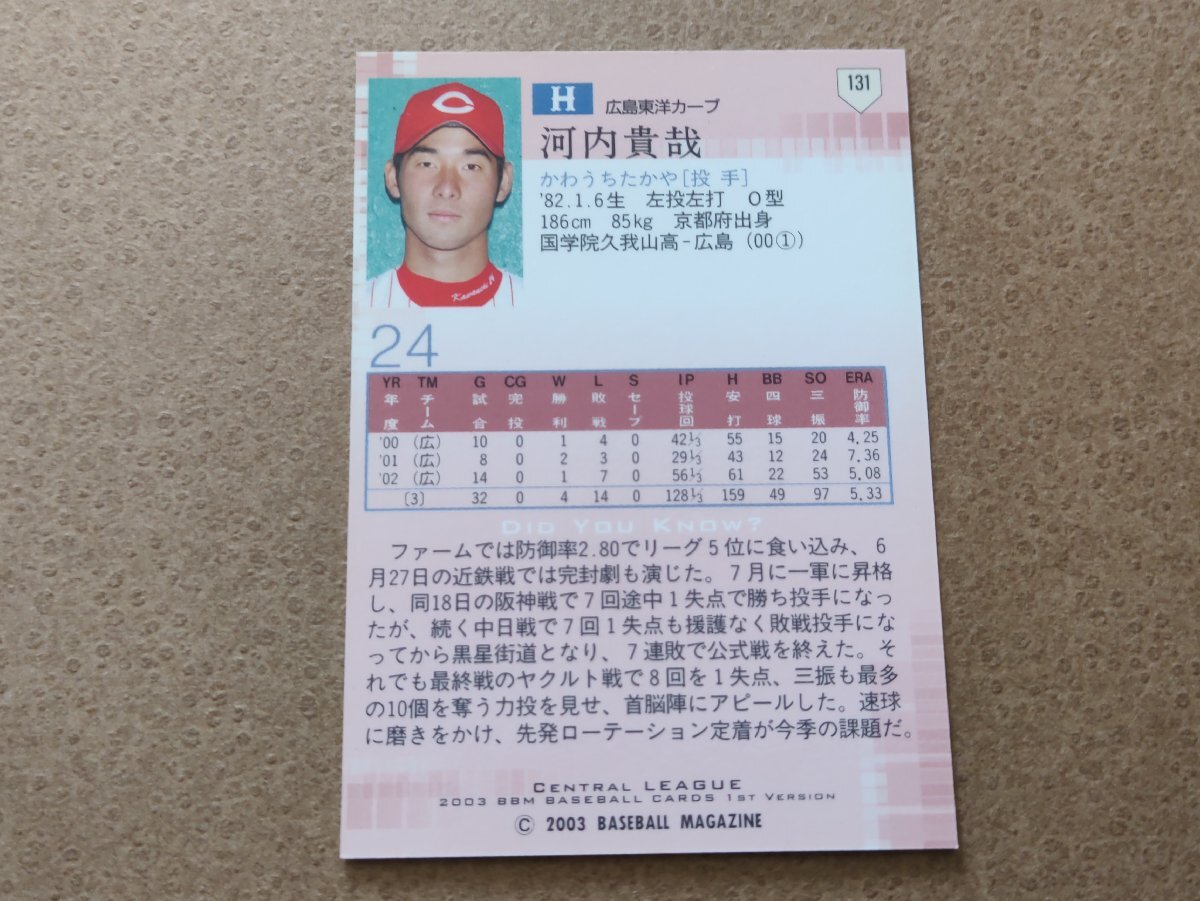 131
H 広島東洋カープ
河内貴哉
かわうちたかや[投 手]
'82.1.6生 左投左打 O型
186cm 85kg 京都府出身
国学院久我山高-広島 (00①)
C
Kawauchi 24
24
YR TM G CG W L S IP H BB SO ERA
年度 チーム 試合 完投 勝利 敗戦 セーブ 投球回 安打 四球 三振 防御率
'00 (広) 10 0 1 4 0 42⅓ 55 15 20 4.25
'01 (広) 8 0 2 3 0 29⅓ 43 12 24 7.36
'02 (広) 14 0 1 7 0 56⅓ 61 22 53 5.08
[3] 32 0 4 14 0 128⅓ 159 49 97 5.33
DID YOU KNOW?
ファームでは防御率2.80でリーグ5位に食い込み、6
月27日の近鉄戦では完封劇も演じた。7月に一軍に昇格
し、同18日の阪神戦で7回途中1失点で勝ち投手になっ
たが、続く中日戦で7回1失点も援護なく敗戦投手にな
ってから黒星街道となり、7連敗で公式戦を終えた。そ
れでも最終戦のヤクルト戦で8回を1失点、三振も最多
の10個を奪う力投を見せ、首脳陣にアピールした。速球
に磨きをかけ、先発ローテーション定着が今季の課題だ。
CENTRAL LEAGUE
2003 BBM BASEBALL CARDS 1ST VERSION
© 2003 BASEBALL MAGAZINE